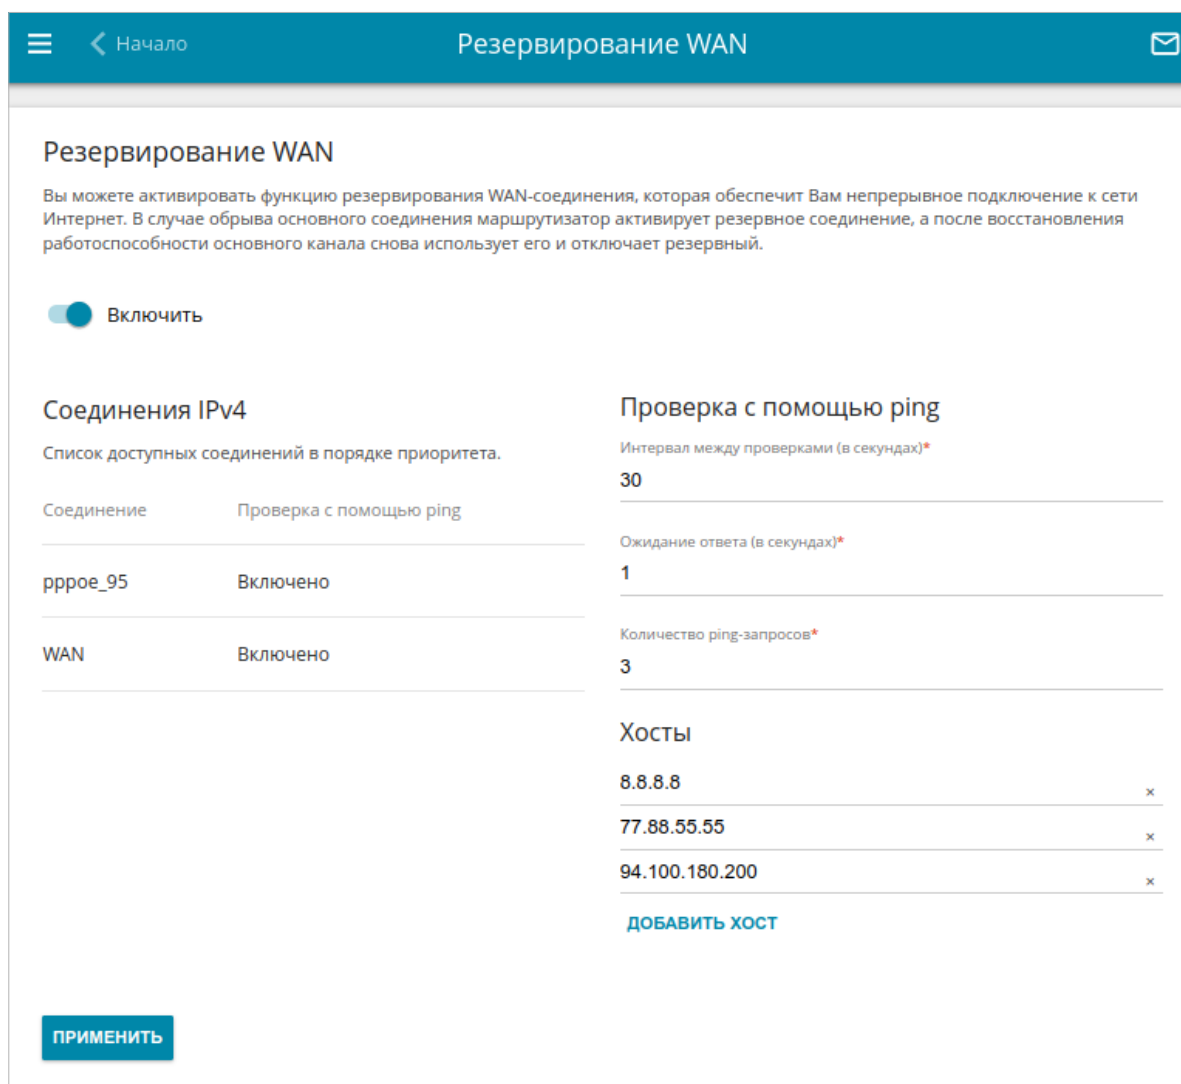 Начало
Резервирование WAN
Резервирование WAN
Вы можете активировать функцию резервирования WAN-соединения, которая обеспечит Вам непрерывное подключение к сети
Интернет. В случае обрыва основного соединения маршрутизатор активирует резервное соединение, а после восстановления
работоспособности основного канала снова использует его и отключает резервный.
Включить
Соединения IPv4
Список доступных соединений в порядке приоритета.
Соединение Проверка с помощью ping
pppoe_95 Включено
WAN Включено
Проверка с помощью ping
Интервал между проверками (в секундах)*
30
Ожидание ответа (в секундах)*
1
Количество ping-запросов*
3
Хосты
8.8.8.8 ×
77.88.55.55 ×
94.100.180.200 ×
ДОБАВИТЬ ХОСТ
ПРИМЕНИТЬ